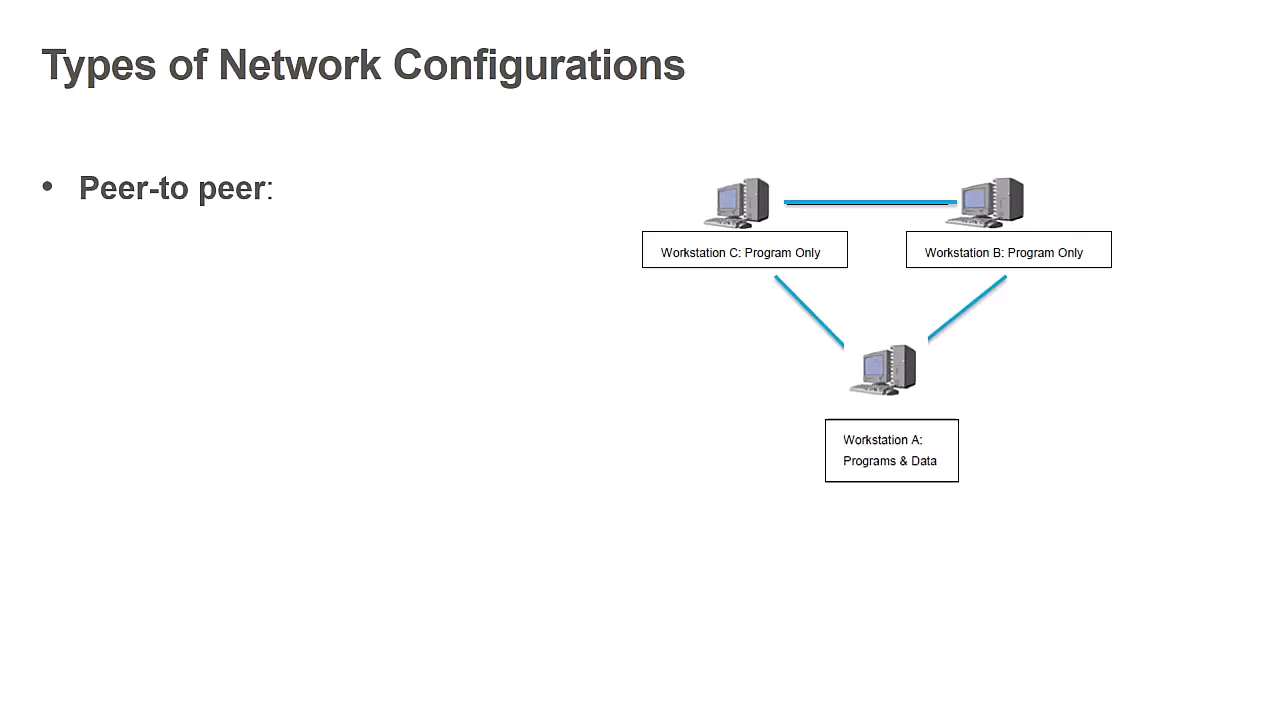 Types of Network Configurations
• Peer-to peer:
Workstation C: Program Only
Workstation B: Program Only
Workstation A:
Programs & Data